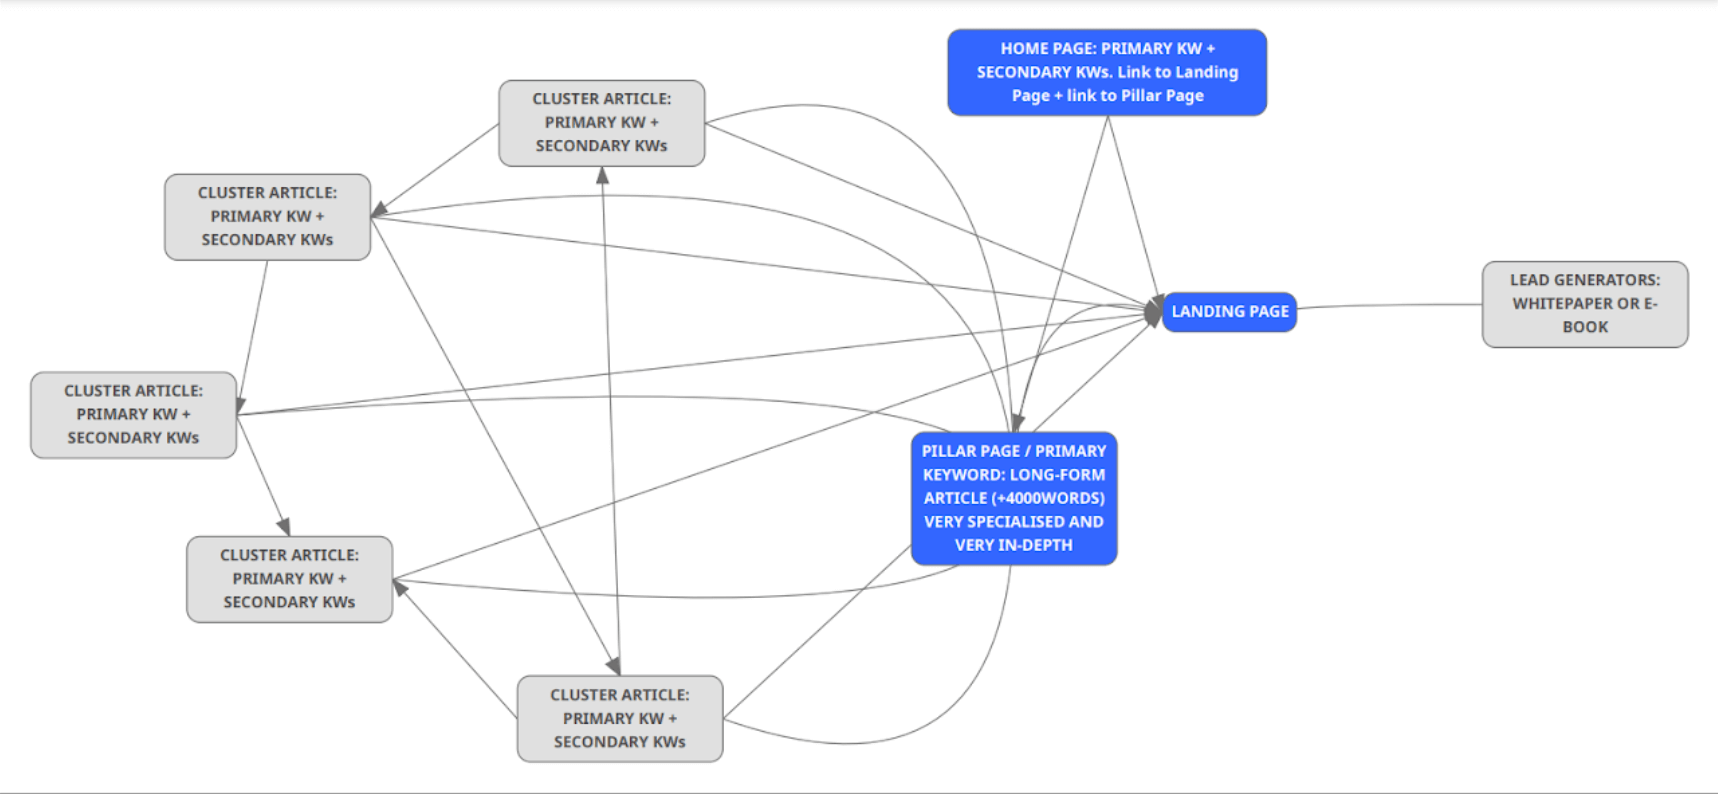 HOME PAGE: PRIMARY KW +
SECONDARY KWs. Link to Landing
Page + link to Pillar Page
CLUSTER ARTICLE:
PRIMARY KW +
SECONDARY KWs
CLUSTER ARTICLE:
PRIMARY KW +
SECONDARY KWs
LANDING PAGE
LEAD GENERATORS:
WHITEPAPER OR E-
BOOK
CLUSTER ARTICLE:
PRIMARY KW +
SECONDARY KWs
PILLAR PAGE / PRIMARY
KEYWORD: LONG-FORM
ARTICLE (+4000WORDS)
VERY SPECIALISED AND
VERY IN-DEPTH
CLUSTER ARTICLE:
PRIMARY KW +
SECONDARY KWs
CLUSTER ARTICLE:
PRIMARY KW +
SECONDARY KWs